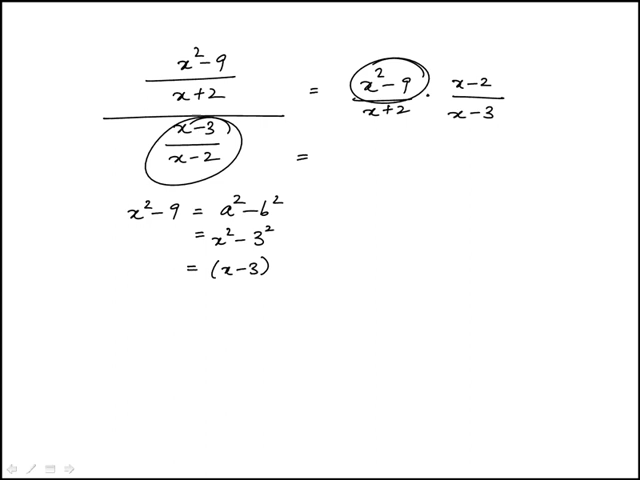 x² - 9
x + 2
x - 3
x - 2
= x² - 9 / x + 2 · x - 2 / x - 3
=
x² - 9 = a² - b²
= x² - 3²
= (x - 3)